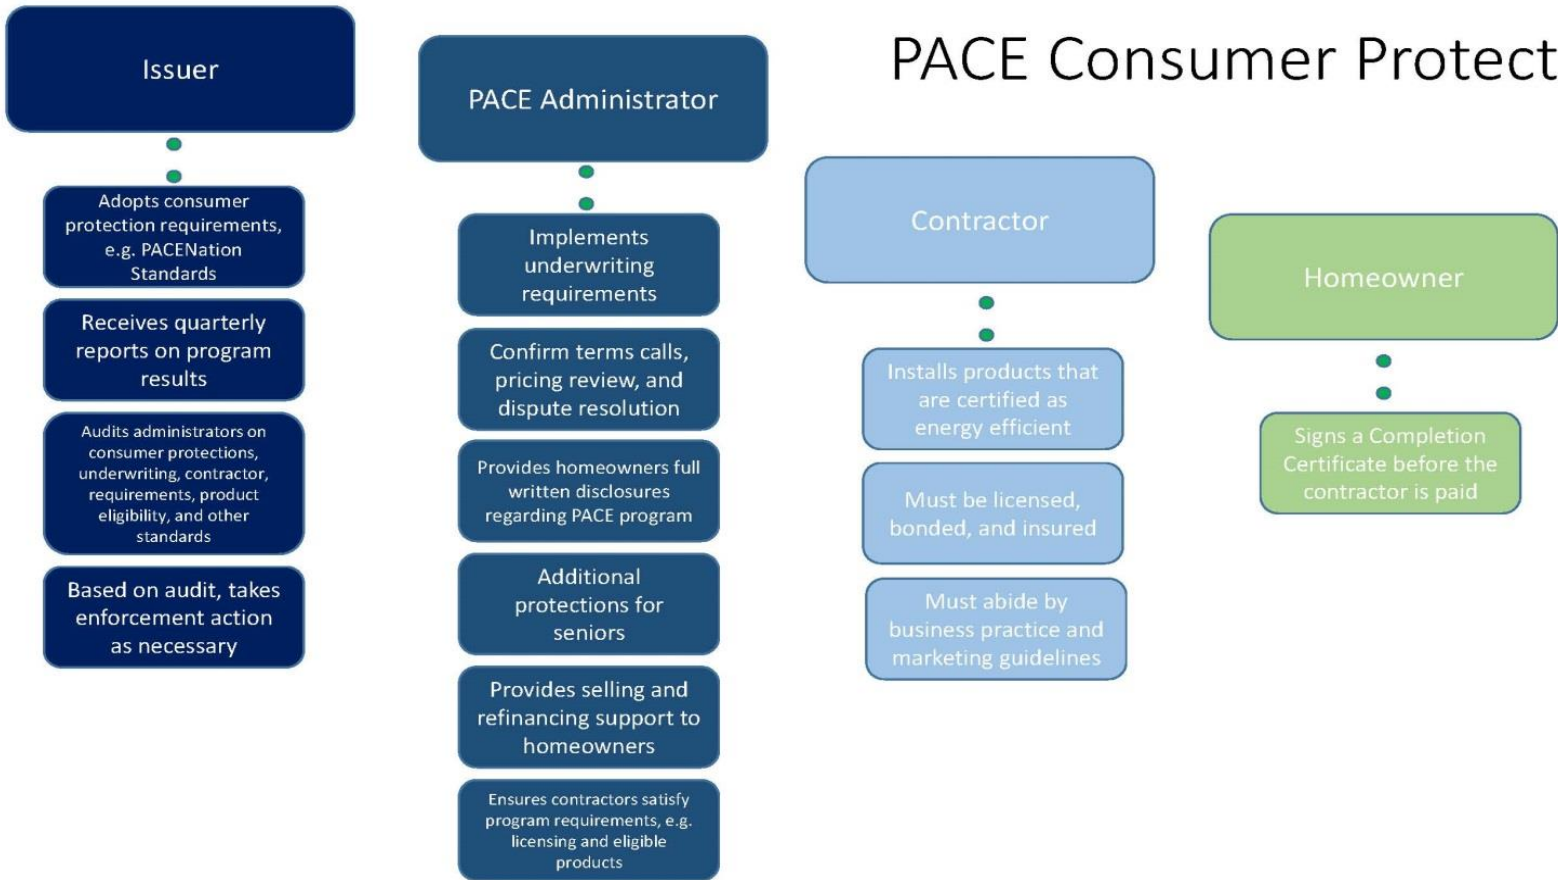 PACE Consumer Protect
Issuer
Adopts consumer
protection requirements,
e.g. PACENation
Standards
Receives quarterly
reports on program
results
Audits administrators on
consumer protections,
underwriting, contractor,
requirements, product
eligibility, and other
standards
Based on audit, takes
enforcement action
as necessary
PACE Administrator
Implements
underwriting
requirements
Confirm terms calls,
pricing review, and
dispute resolution
Provides homeowners full
written disclosures
regarding PACE program
Additional
protections for
seniors
Provides selling and
refinancing support to
homeowners
Ensures contractors satisfy
program requirements, e.g.
licensing and eligible
products
Contractor
Installs products that
are certified as
energy efficient
Must be licensed,
bonded, and insured
Must abide by
business practice and
marketing guidelines
Homeowner
Signs a Completion
Certificate before the
contractor is paid